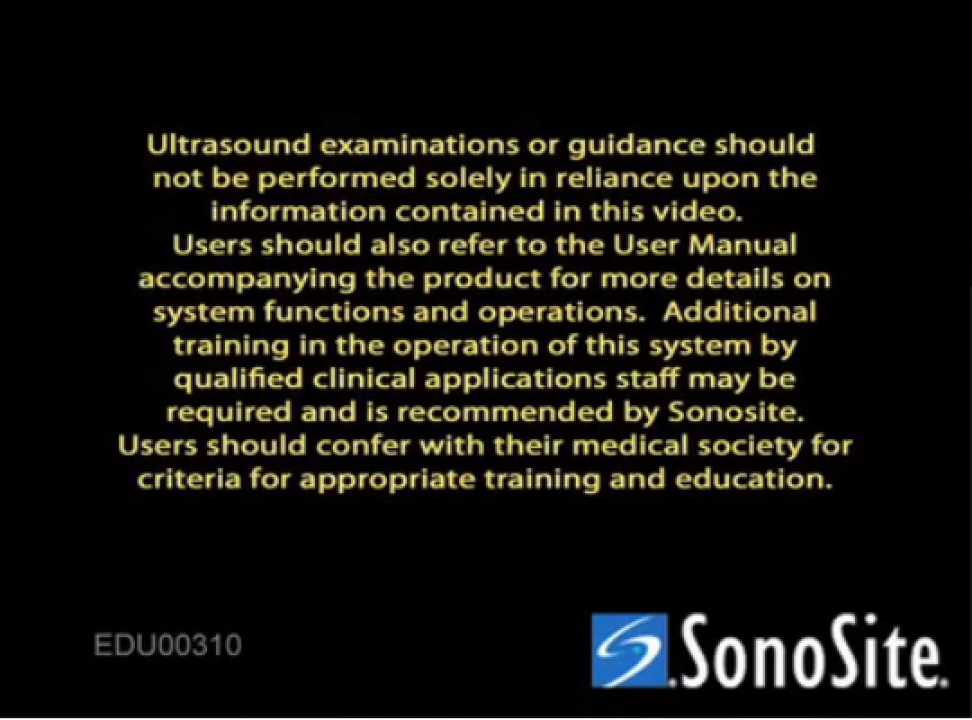 Ultrasound examinations or guidance should
not be performed solely in reliance upon the
information contained in this video.
Users should also refer to the User Manual
accompanying the product for more details on
system functions and operations.  Additional
training in the operation of this system by
qualified clinical applications staff may be
required and is recommended by Sonosite.
Users should confer with their medical society for
criteria for appropriate training and education.
EDU00310
SonoSite.